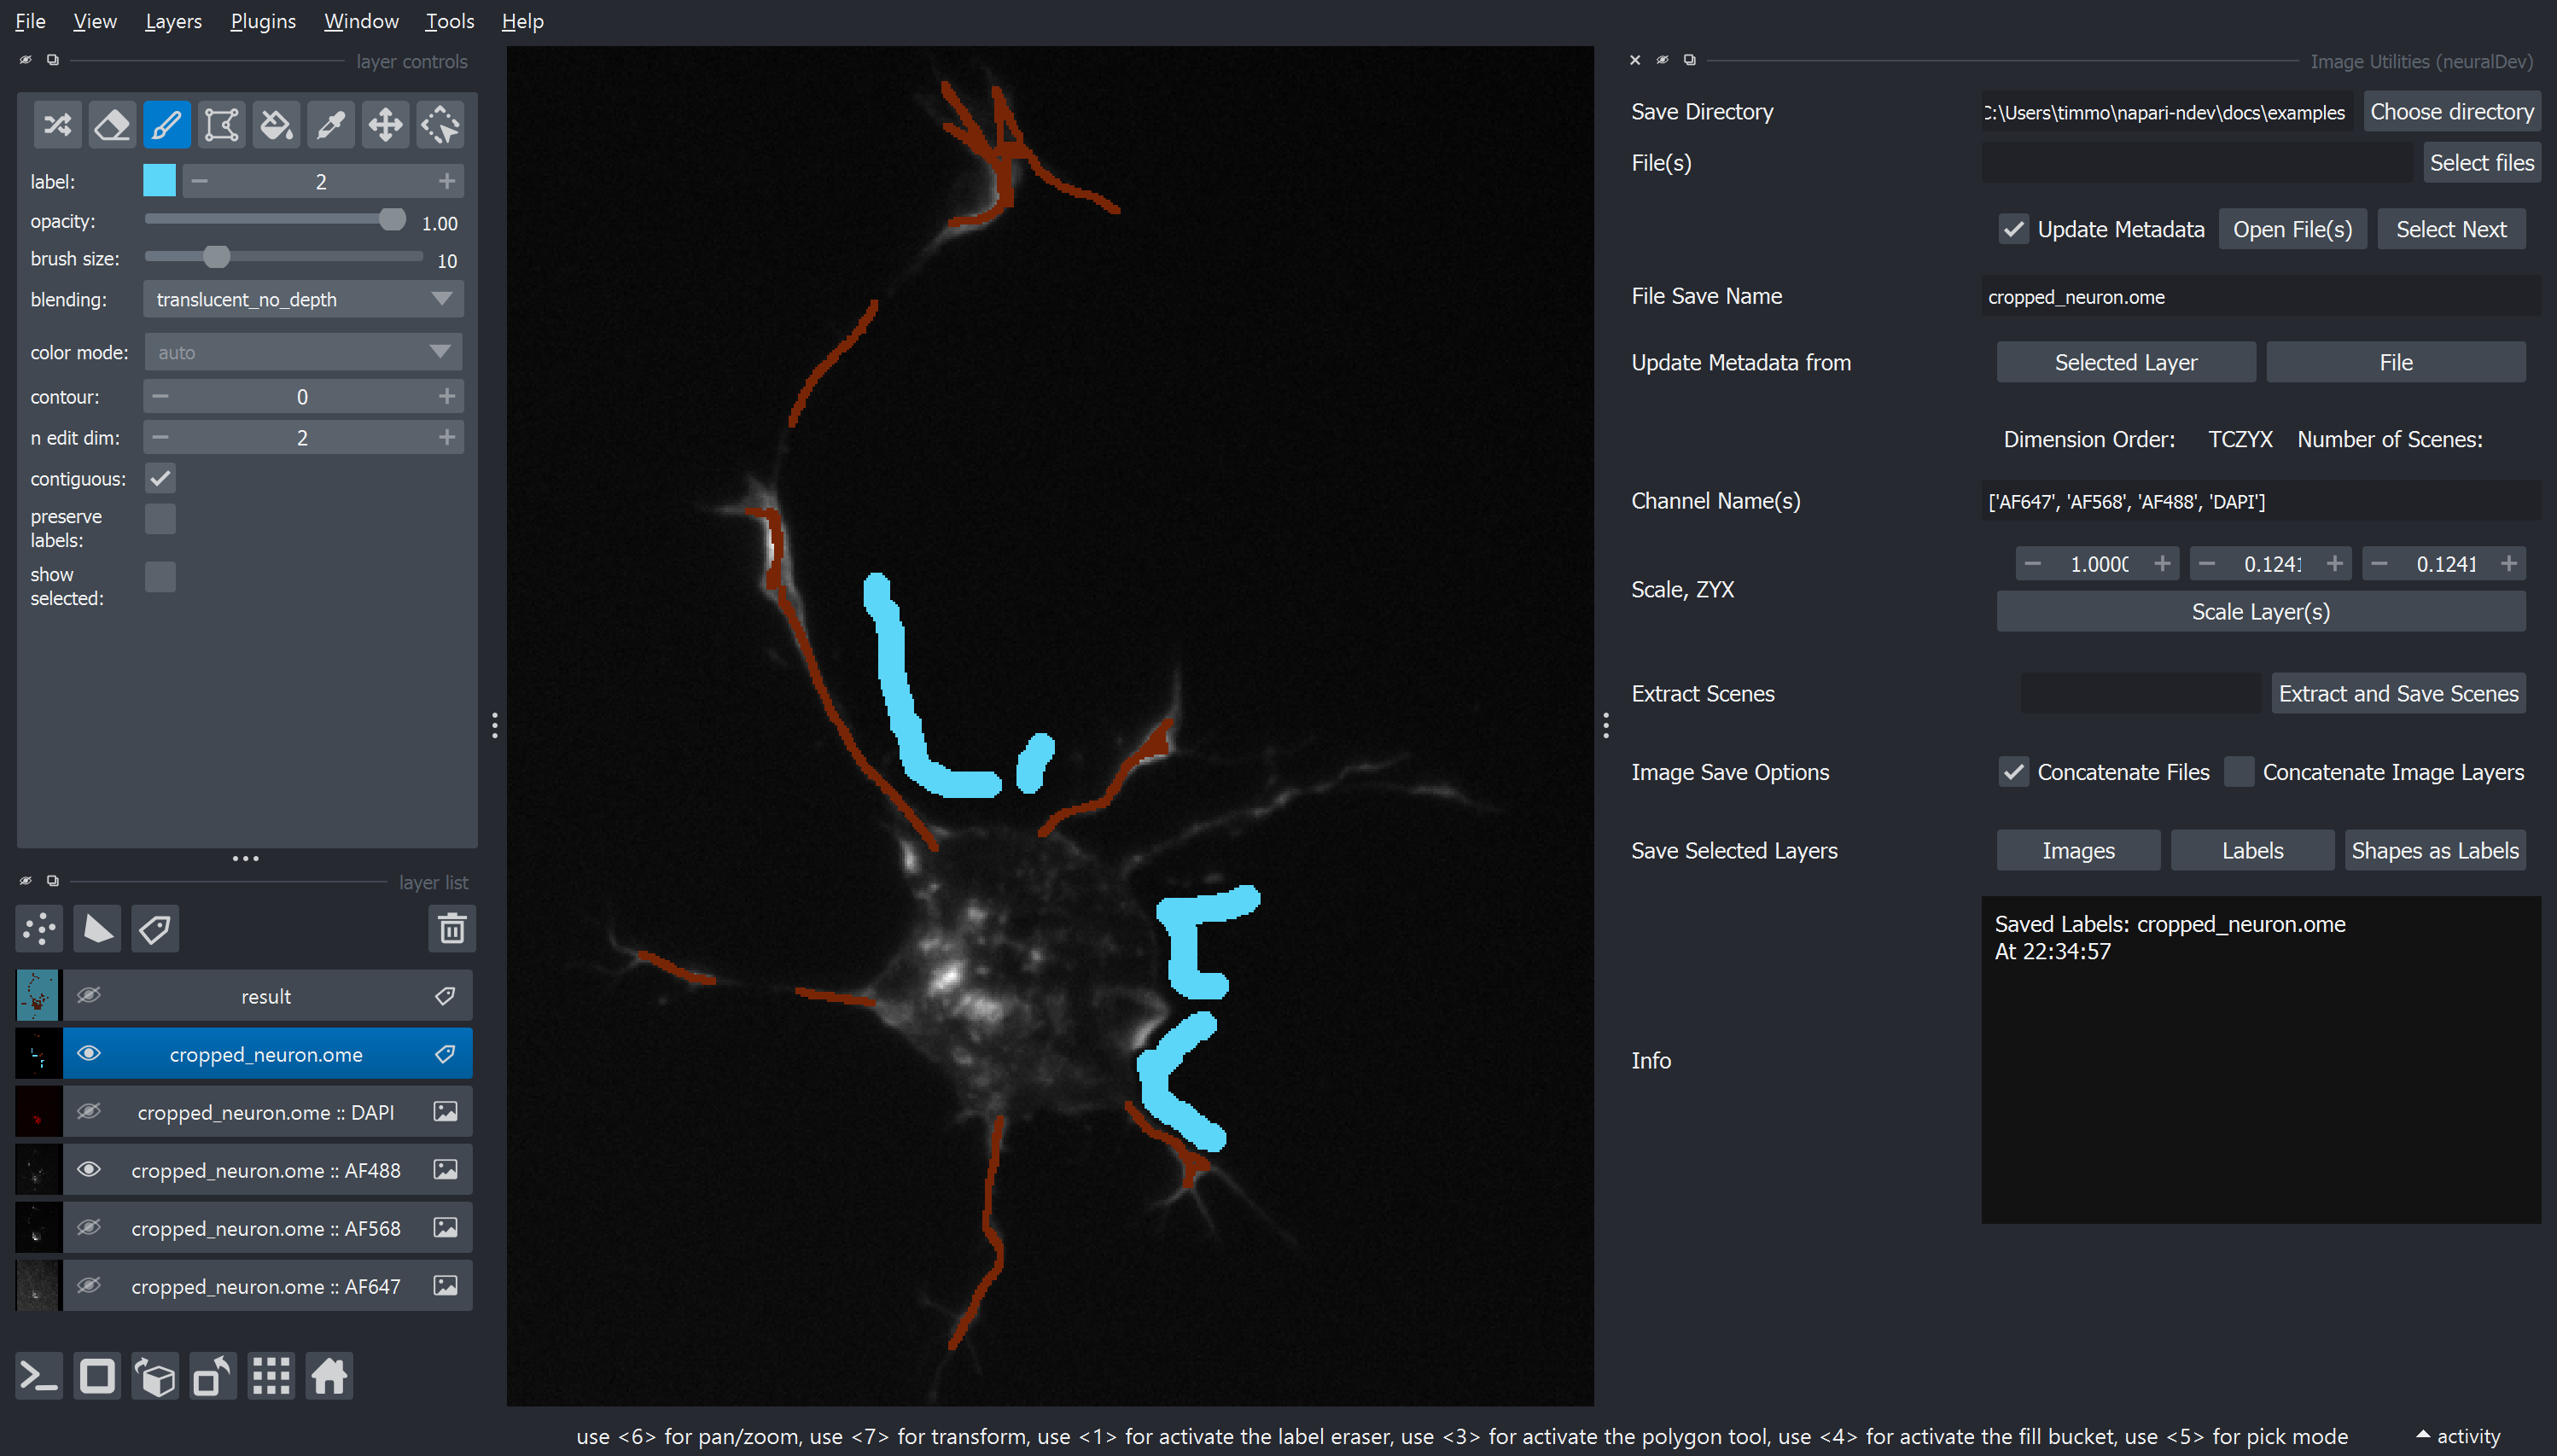 File View Layers Plugins Window Tools Help
layer controls
label: 2
opacity: 1.00
brush size: 10
blending: translucent_no_depth
color mode: auto
contour: 0
n edit dim: 2
contiguous:
preserve
labels:
show
selected:
layer list
result
cropped_neuron.ome
cropped_neuron.ome :: DAPI
cropped_neuron.ome :: AF488
cropped_neuron.ome :: AF568
cropped_neuron.ome :: AF647
Image Utilities (neuralDev)
Save Directory C:\Users\timmo\napari-ndev\docs\examples Choose directory
File(s) Select files
Update Metadata Open File(s) Select Next
File Save Name cropped_neuron.ome
Update Metadata from Selected Layer File
Dimension Order: TCZYX Number of Scenes:
Channel Name(s) ['AF647', 'AF568', 'AF488', 'DAPI']
Scale, ZYX 1.0000 0.1241 0.1241
Scale Layer(s)
Extract Scenes Extract and Save Scenes
Image Save Options Concatenate Files Concatenate Image Layers
Save Selected Layers Images Labels Shapes as Labels
Info
Saved Labels: cropped_neuron.ome
At 22:34:57
use <6> for pan/zoom, use <7> for transform, use <1> for activate the label eraser, use <3> for activate the polygon tool, use <4> for activate the fill bucket, use <5> for pick mode
activity